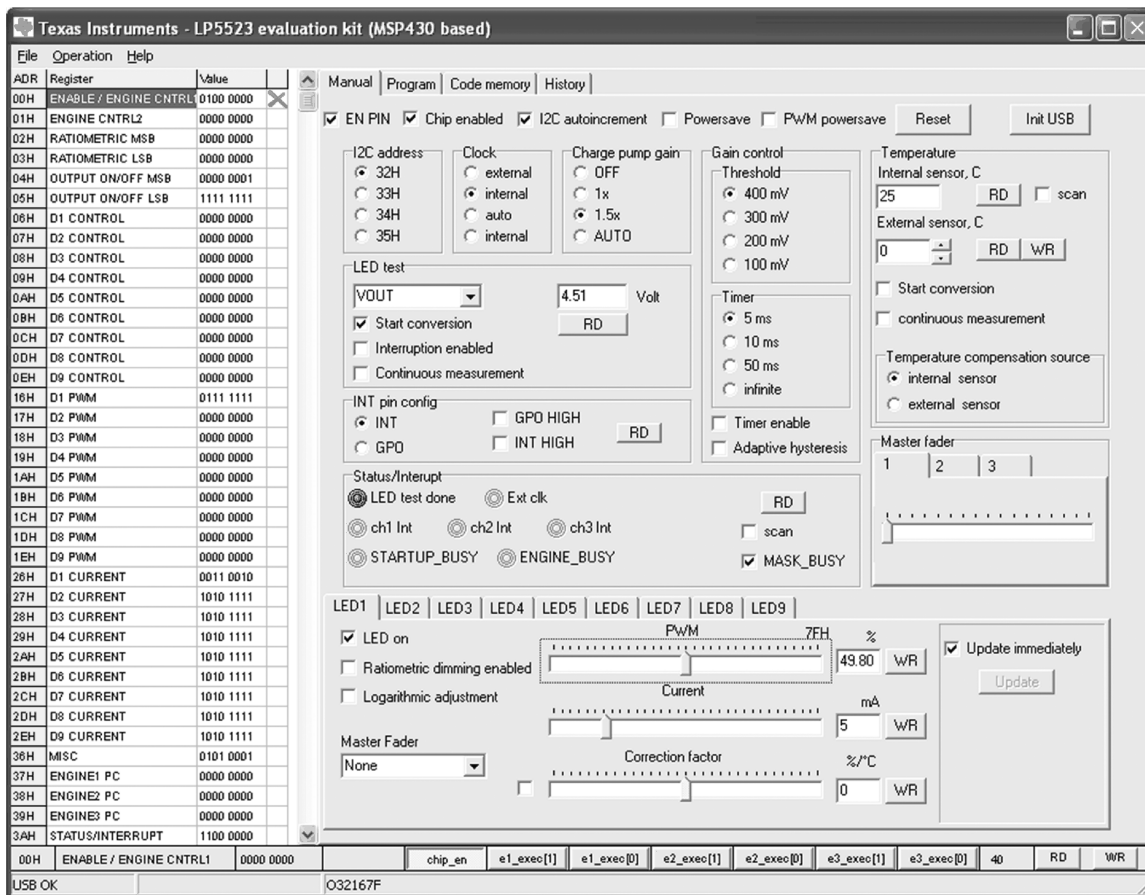 Texas Instruments - LP5523 evaluation kit (MSP430 based)
File Operation Help
ADR Register Value
00H ENABLE / ENGINE CNTRL1 0100 0000
01H ENGINE CNTRL2 0000 0000
02H RATIOMETRIC MSB 0000 0000
03H RATIOMETRIC LSB 0000 0000
04H OUTPUT ON/OFF MSB 0000 0001
05H OUTPUT ON/OFF LSB 1111 1111
06H D1 CONTROL 0000 0000
07H D2 CONTROL 0000 0000
08H D3 CONTROL 0000 0000
09H D4 CONTROL 0000 0000
0AH D5 CONTROL 0000 0000
0BH D6 CONTROL 0000 0000
0CH D7 CONTROL 0000 0000
0DH D8 CONTROL 0000 0000
0EH D9 CONTROL 0000 0000
16H D1 PWM 0111 1111
17H D2 PWM 0000 0000
18H D3 PWM 0000 0000
19H D4 PWM 0000 0000
1AH D5 PWM 0000 0000
1BH D6 PWM 0000 0000
1CH D7 PWM 0000 0000
1DH D8 PWM 0000 0000
1EH D9 PWM 0000 0000
26H D1 CURRENT 0011 0010
27H D2 CURRENT 1010 1111
28H D3 CURRENT 1010 1111
29H D4 CURRENT 1010 1111
2AH D5 CURRENT 1010 1111
2BH D6 CURRENT 1010 1111
2CH D7 CURRENT 1010 1111
2DH D8 CURRENT 1010 1111
2EH D9 CURRENT 1010 1111
36H MISC 0101 0001
37H ENGINE1 PC 0000 0000
38H ENGINE2 PC 0000 0000
39H ENGINE3 PC 0000 0000
3AH STATUS/INTERRUPT 1100 0000
Manual Program Code memory History
EN PIN Chip enabled I2C autoincrement Powersave PWM powersave Reset Init USB
I2C address
32H
33H
34H
35H
Clock
external
internal
auto
internal
Charge pump gain
OFF
1x
1.5x
AUTO
Gain control
Threshold
400 mV
300 mV
200 mV
100 mV
Timer
5 ms
10 ms
50 ms
infinite
Timer enable
Adaptive hysteresis
Temperature
Internal sensor, C
25 RD scan
External sensor, C
0 RD WR
Start conversion
continuous measurement
Temperature compensation source
internal sensor
external sensor
LED test
VOUT 4.51 Volt
Start conversion RD
Interruption enabled
Continuous measurement
INT pin config
INT GPO HIGH
GPO INT HIGH RD
Status/Interupt
LED test done Ext clk RD
ch1 Int ch2 Int ch3 Int scan
STARTUP_BUSY ENGINE_BUSY MASK_BUSY
Master fader
1 2 3
LED1 LED2 LED3 LED4 LED5 LED6 LED7 LED8 LED9
LED on
Ratiometric dimming enabled
Logarithmic adjustment
Master Fader
None
PWM 7FH %
49.80 WR
Current mA
5 WR
Correction factor %/°C
0 WR
Update immediately
Update
00H ENABLE / ENGINE CNTRL1 0000 0000 chip_en e1_exec[1] e1_exec[0] e2_exec[1] e2_exec[0] e3_exec[1] e3_exec[0] 40 RD WR
USB OK O32167F